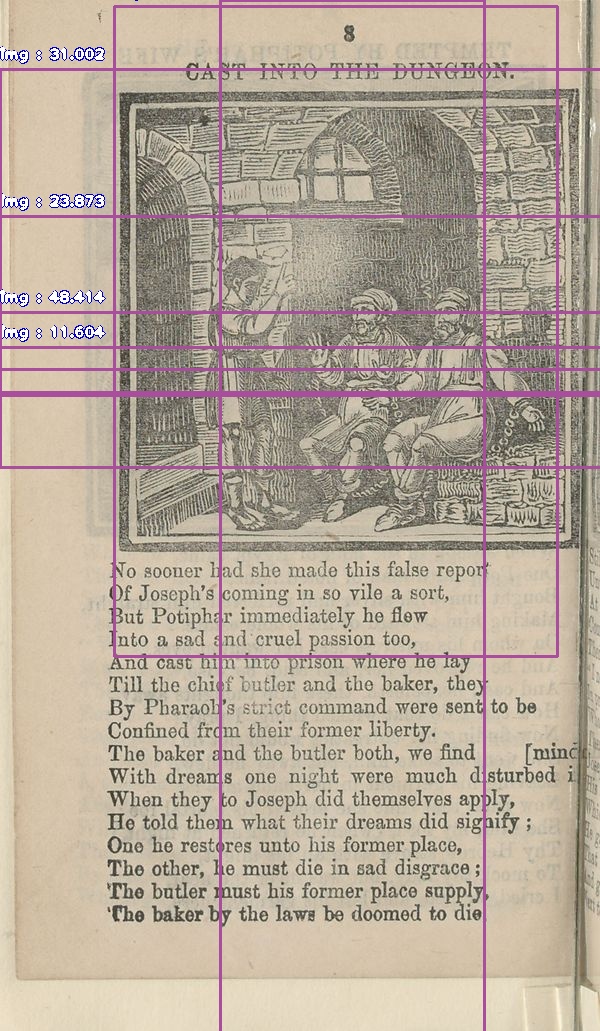 8
CAST INTO THE DUNGEON.
img : 31.002
img : 23.873
img : 48.414
img : 11.604
No sooner had she made this false report
Of Joseph's coming in so vile a sort,
But Potiphar immediately he flew
Into a sad and cruel passion too,
And cast him into prison where he lay
Till the chief butler and the baker, they
By Pharaoh's strict command were sent to be
Confined from their former liberty.
The baker and the butler both, we find [mind
With dreams one night were much disturbed i
When they to Joseph did themselves apply,
He told them what their dreams did signify ;
One he restores unto his former place,
The other, he must die in sad disgrace ;
The butler must his former place supply,
The baker by the laws be doomed to die